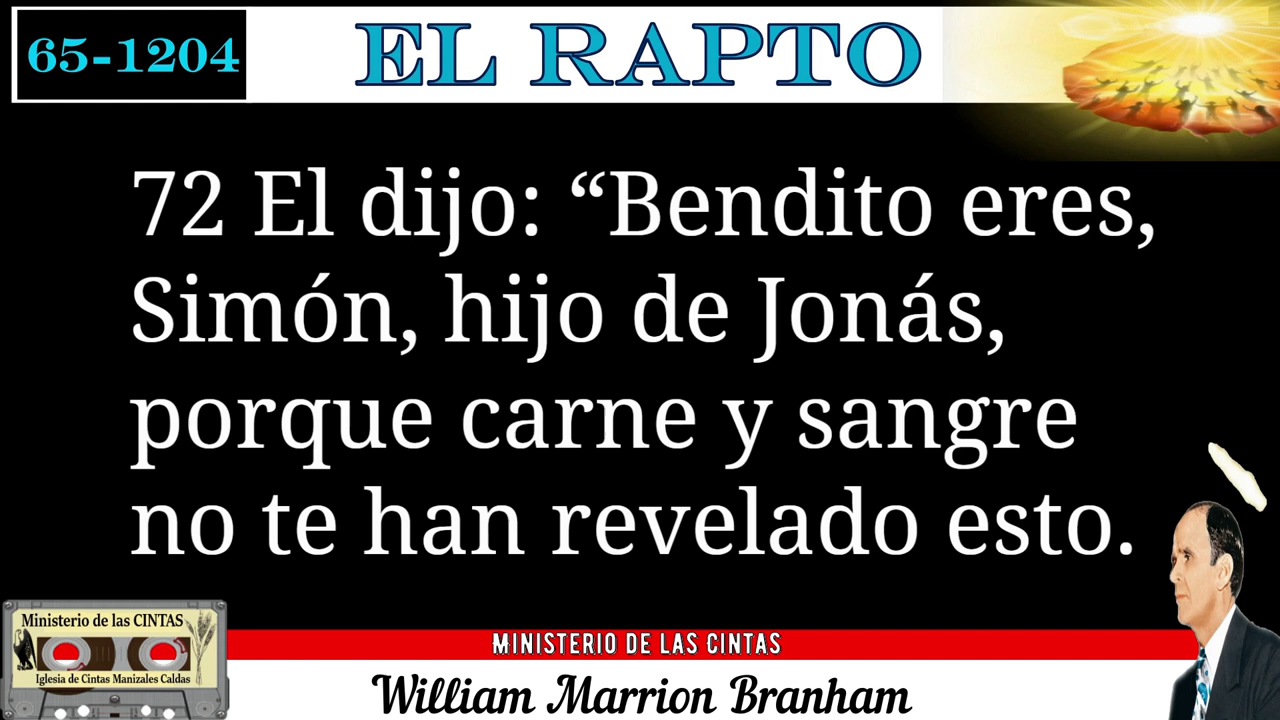 65-1204
EL RAPTO
72 El dijo: “Bendito eres,
Simón, hijo de Jonás,
porque carne y sangre
no te han revelado esto.
Ministerio de las CINTAS
Iglesia de Cintas Manizales Caldas
MINISTERIO DE LAS CINTAS
William Marrion Branham